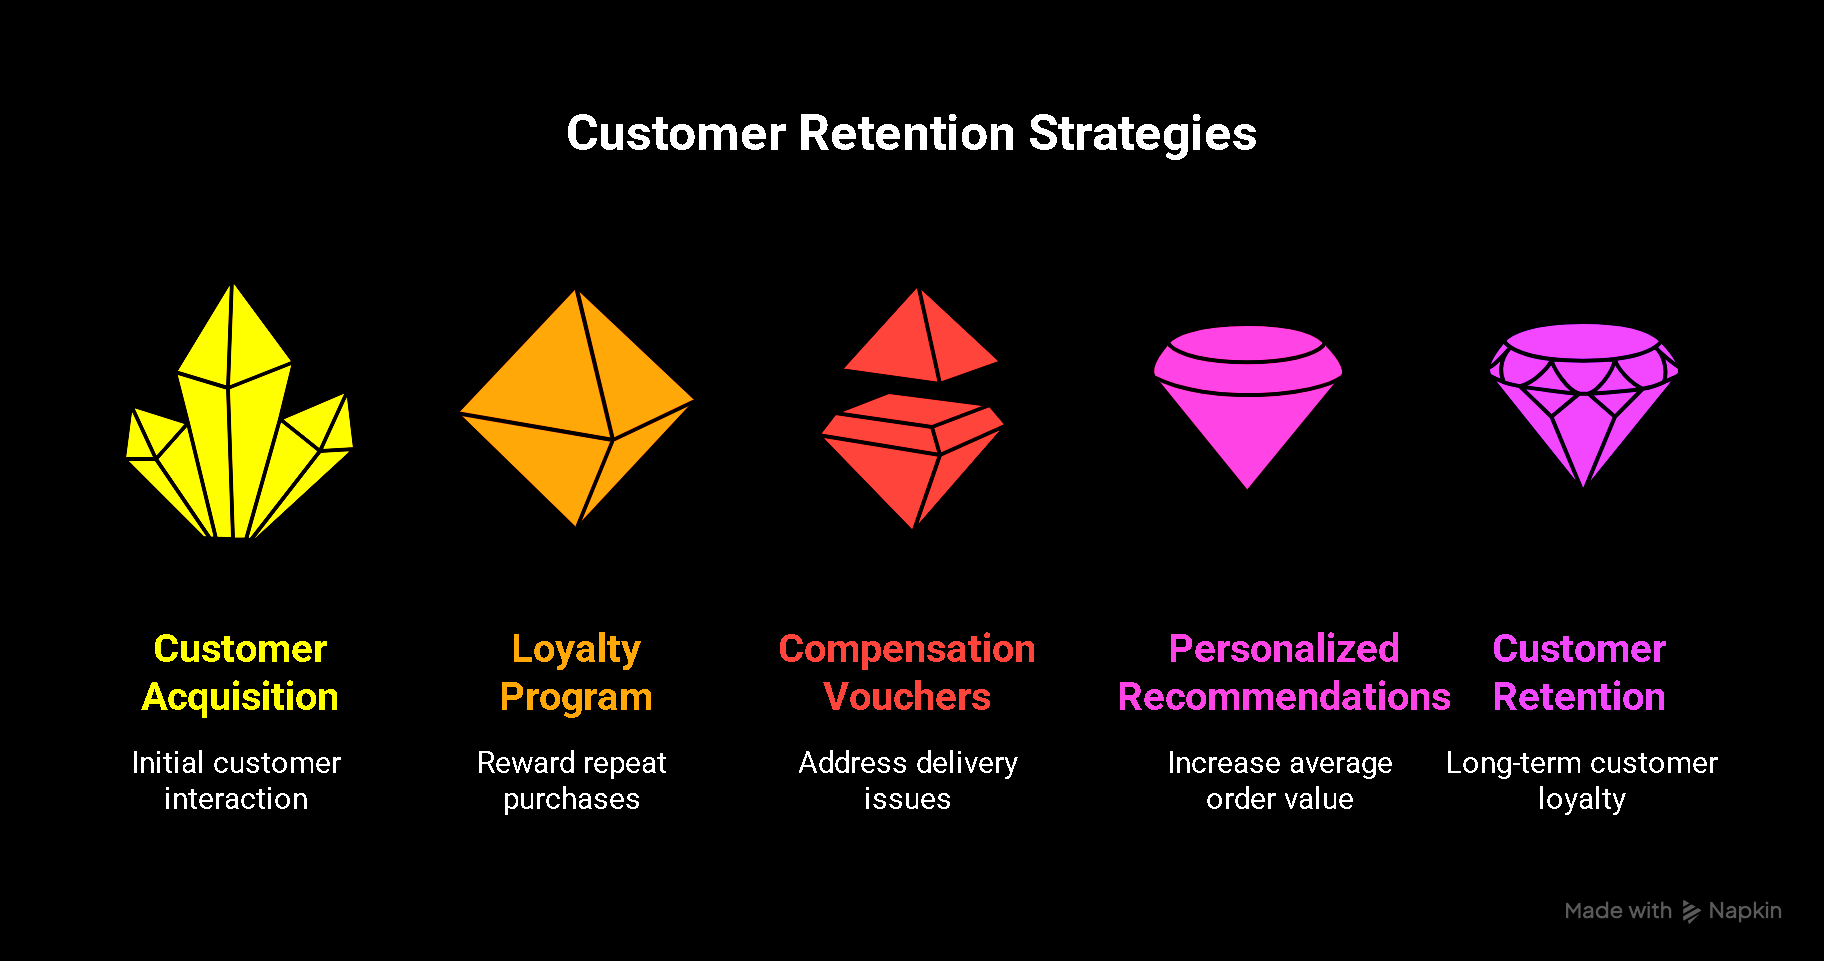 Customer Retention Strategies
Customer
Acquisition
Initial customer
interaction
Loyalty
Program
Reward repeat
purchases
Compensation
Vouchers
Address delivery
issues
Personalized
Recommendations
Increase average
order value
Customer
Retention
Long-term customer
loyalty
Made with Napkin